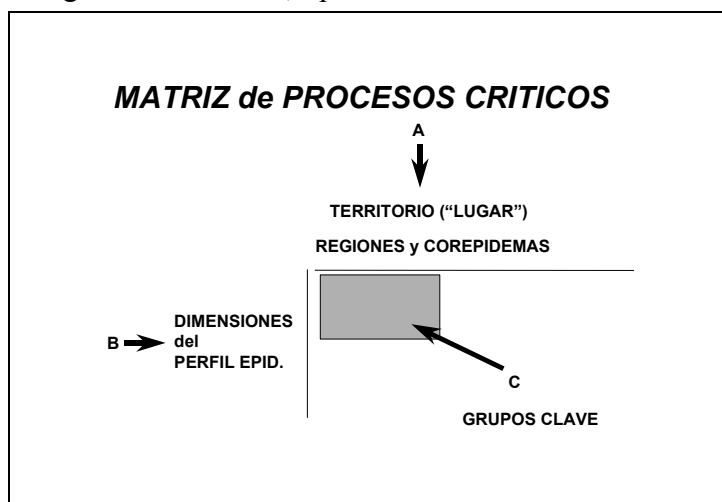 MATRIZ de PROCESOS CRITICOS
A
TERRITORIO (“LUGAR”)
REGIONES y COREPIDEMAS
DIMENSIONES
B
del
PERFIL EPID.
C
GRUPOS CLAVE